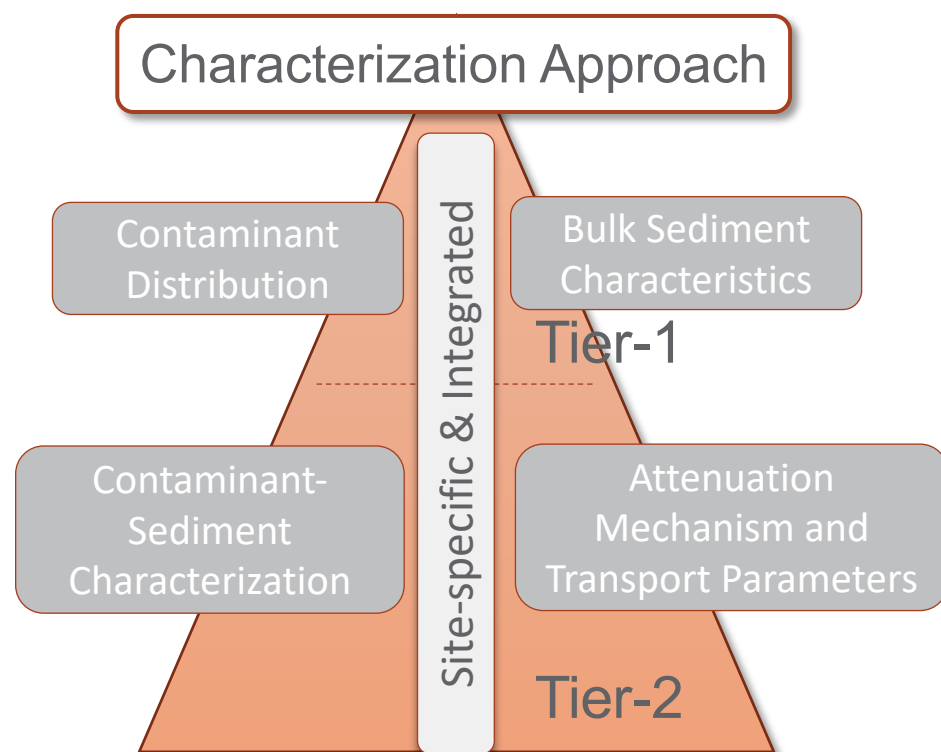 Characterization Approach
Contaminant
Distribution
Bulk Sediment
Characteristics
Tier-1
Site-specific & Integrated
Contaminant-
Sediment
Characterization
Attenuation
Mechanism and
Transport Parameters
Tier-2